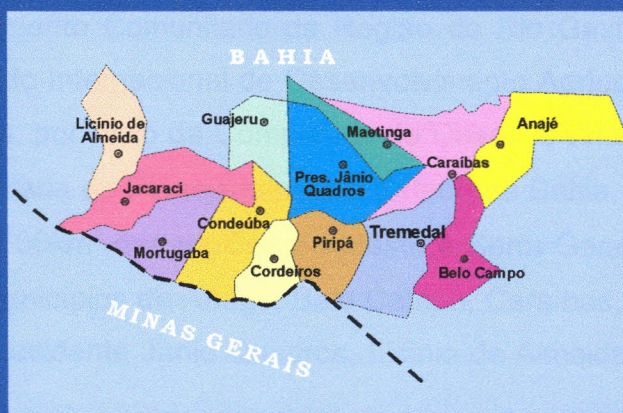 BAHIA
Licínio de
Almeida
Guajeru
Maetinga
Anajé
Caraíbas
Pres. Jânio
Quadros
Jacaraci
Condeúba
Mortugaba
Piripá
Tremedal
Cordeiros
Belo Campo
MINAS GERAIS